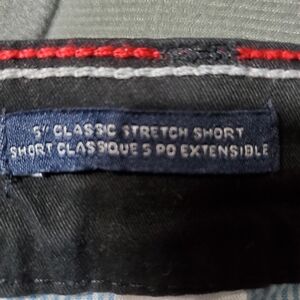 5" CLASSIC STRETCH SHORT
SHORT CLASSIQUE 5 PO EXTENSIBLE